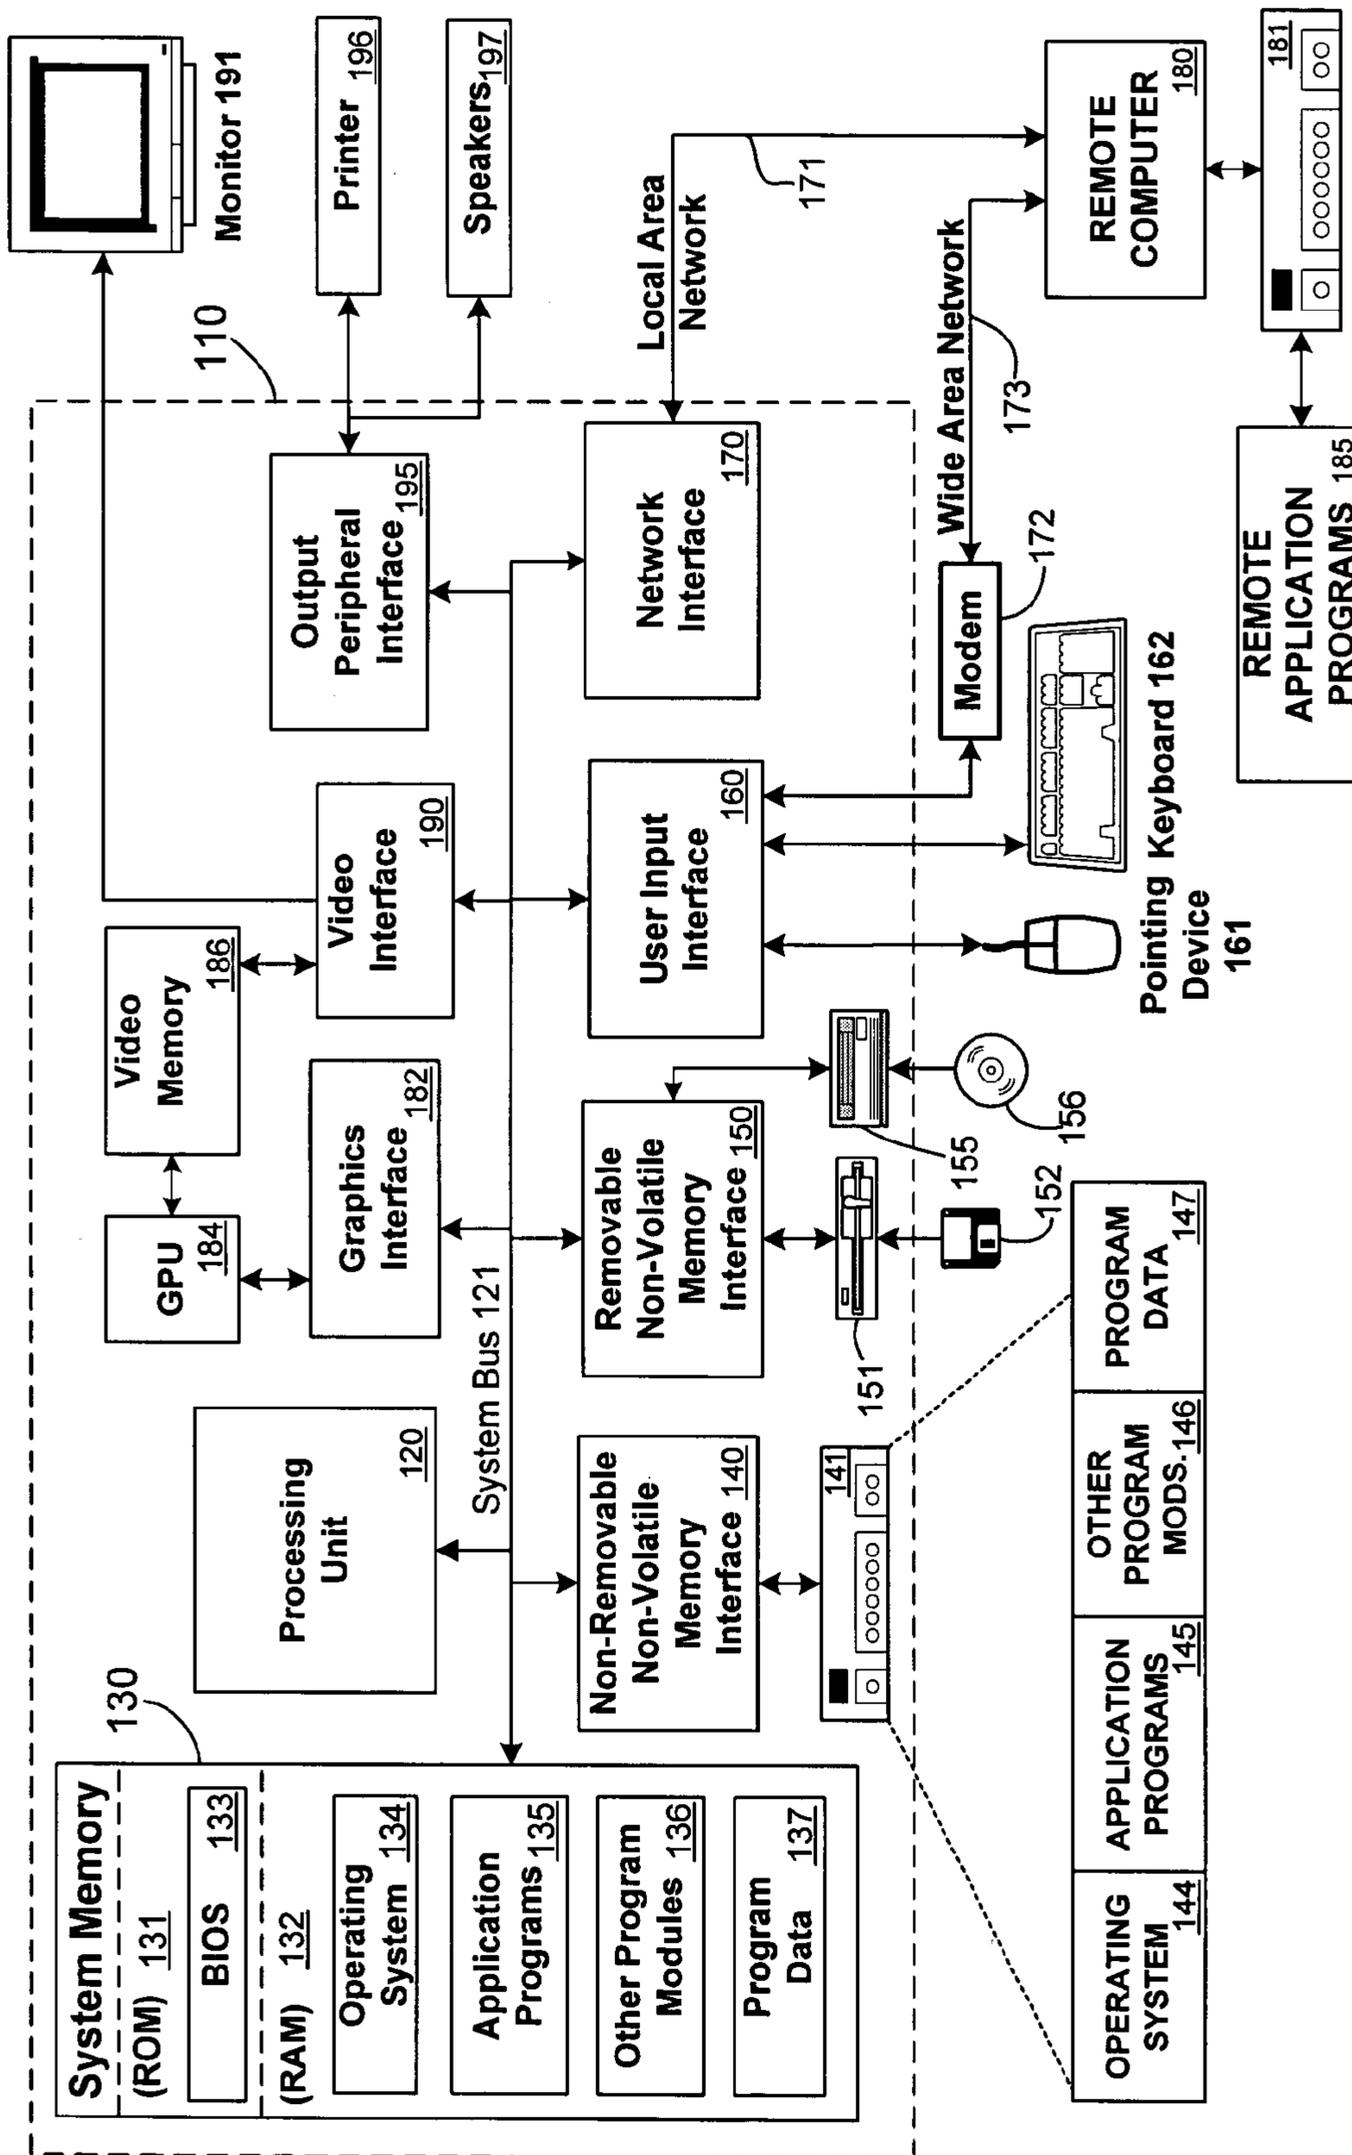 System Memory
(ROM) 131
BIOS 133
(RAM) 132
Operating
System 134
Application
Programs 135
Other Program
Modules 136
Program
Data 137
130
Processing
Unit
120
GPU
184
Video
Memory
186
Graphics
Interface
182
Video
Interface
190
Output
Peripheral
Interface
195
110
Monitor 191
Printer
196
Speakers
197
System Bus 121
Non-Removable
Non-Volatile
Memory
Interface 140
Removable
Non-Volatile
Memory
Interface 150
User Input
Interface
160
Network
Interface
170
Local Area
Network
171
141
151
155
152
156
Modem
172
Wide Area Network
173
Pointing
Device
161
Keyboard 162
REMOTE
COMPUTER
180
181
REMOTE
APPLICATION
PROGRAMS 185
OPERATING
SYSTEM
144
APPLICATION
PROGRAMS
145
OTHER
PROGRAM
MODS. 146
PROGRAM
DATA
147